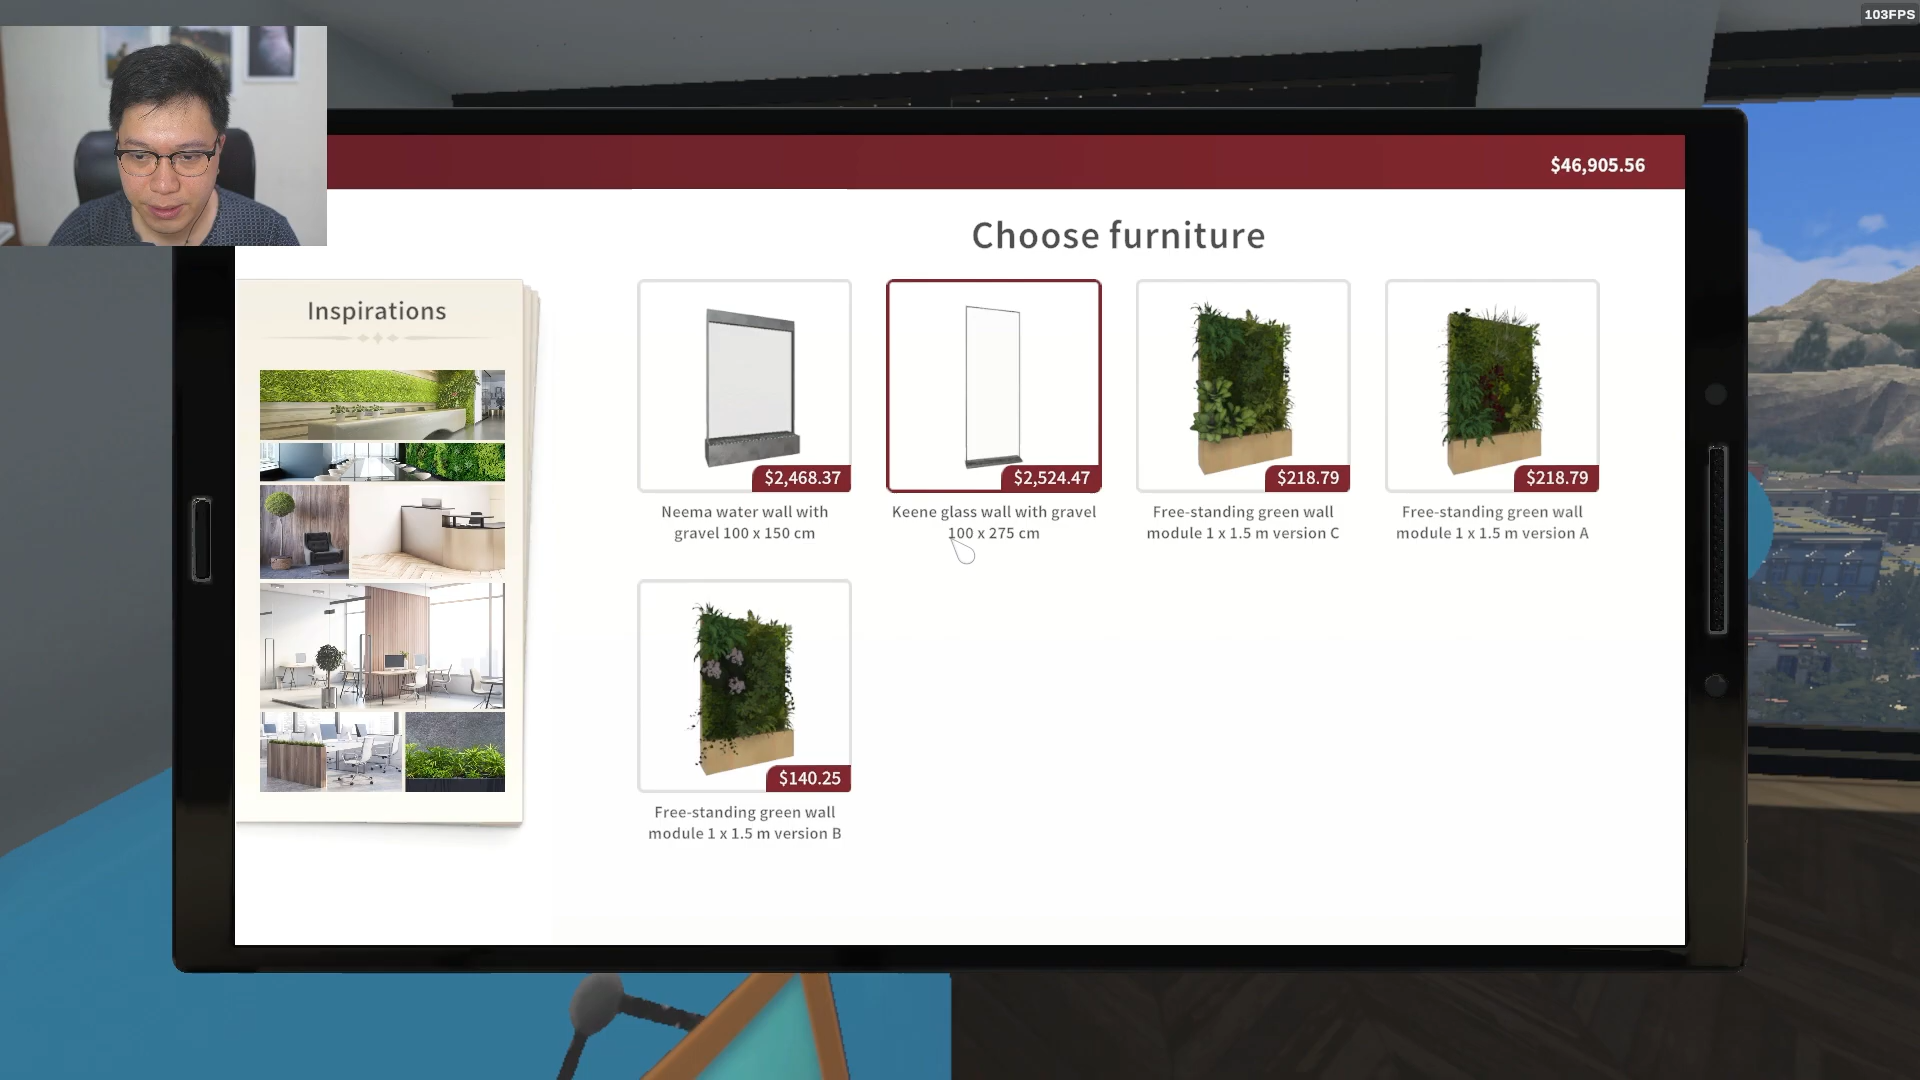 103FPS
$46,905.56
Choose furniture
Inspirations
$2,468.37
Neema water wall with
gravel 100 x 150 cm
$2,524.47
Keene glass wall with gravel
100 x 275 cm
$218.79
Free-standing green wall
module 1 x 1.5 m version C
$218.79
Free-standing green wall
module 1 x 1.5 m version A
$140.25
Free-standing green wall
module 1 x 1.5 m version B